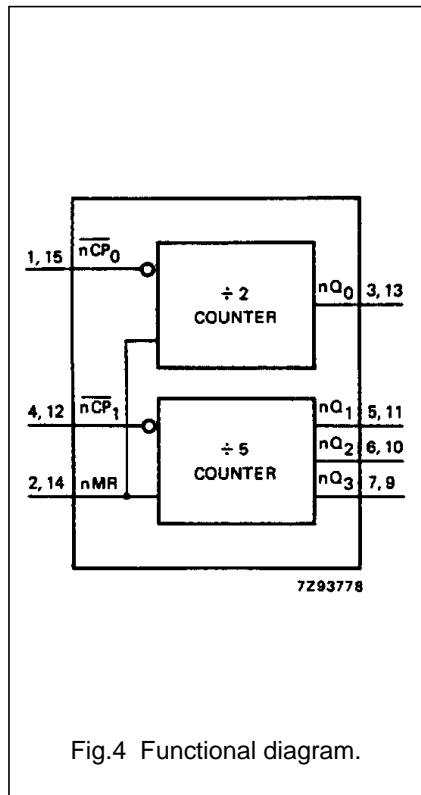 1, 15 nCP0
÷ 2
COUNTER
nQ0 3, 13
4, 12 nCP1
÷ 5
COUNTER
nQ1 5, 11
nQ2 6, 10
2, 14 nMR
nQ3 7, 9
7Z93778
Fig.4 Functional diagram.